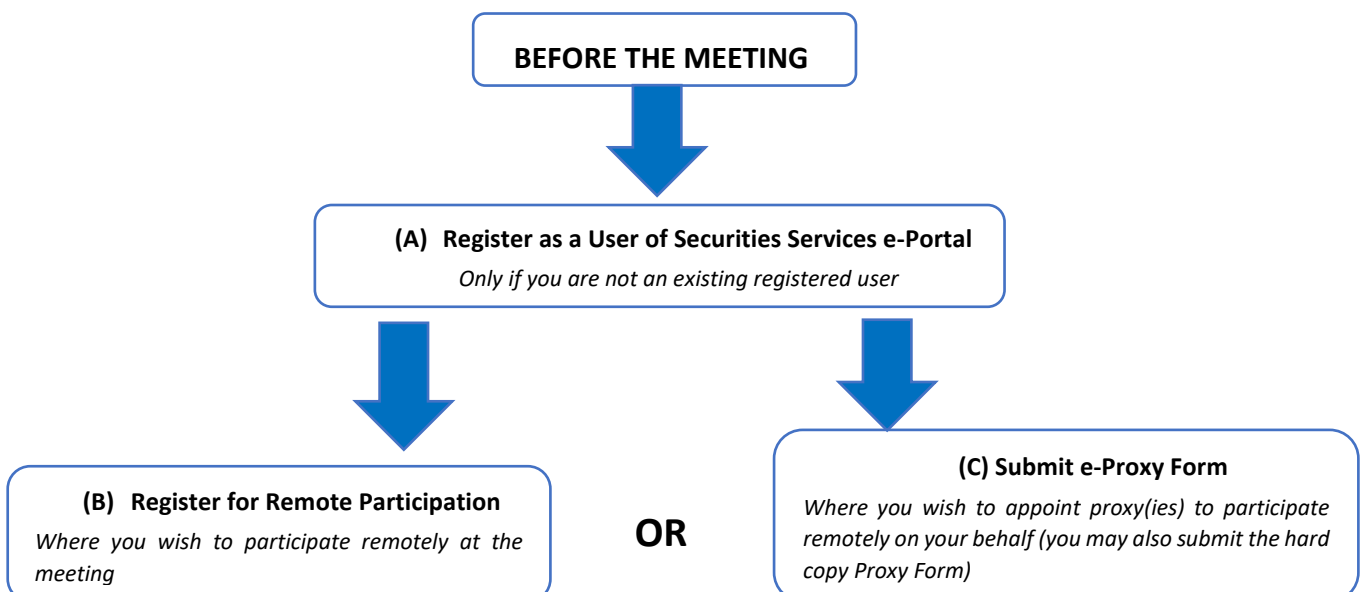 BEFORE THE MEETING
(A) Register as a User of Securities Services e-Portal
Only if you are not an existing registered user
(B) Register for Remote Participation
Where you wish to participate remotely at the
meeting
OR
(C) Submit e-Proxy Form
Where you wish to appoint proxy(ies) to participate
remotely on your behalf (you may also submit the hard
copy Proxy Form)